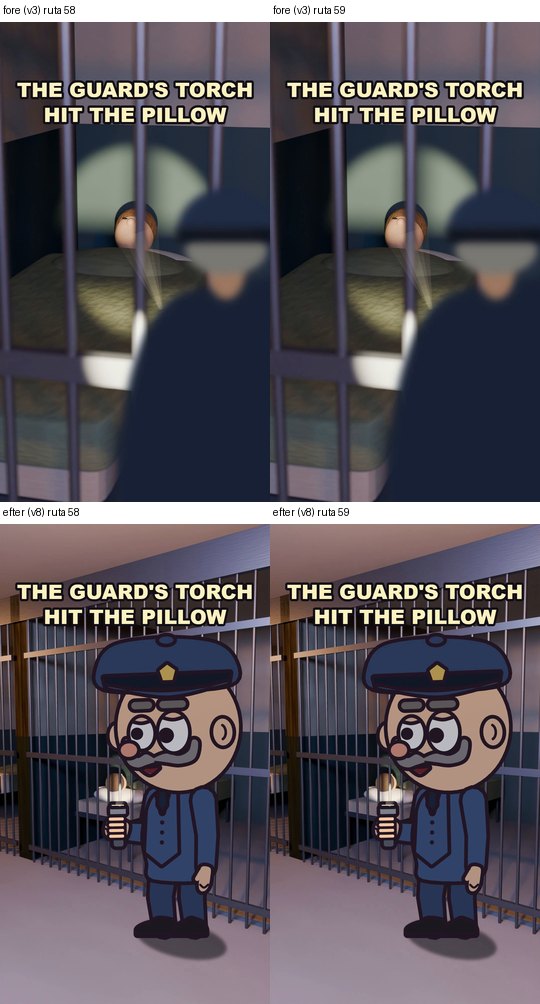 fore (v3) ruta 58
fore (v3) ruta 59
THE GUARD'S TORCH
HIT THE PILLOW
THE GUARD'S TORCH
HIT THE PILLOW
efter (v8) ruta 58
efter (v8) ruta 59
THE GUARD'S TORCH
HIT THE PILLOW
THE GUARD'S TORCH
HIT THE PILLOW